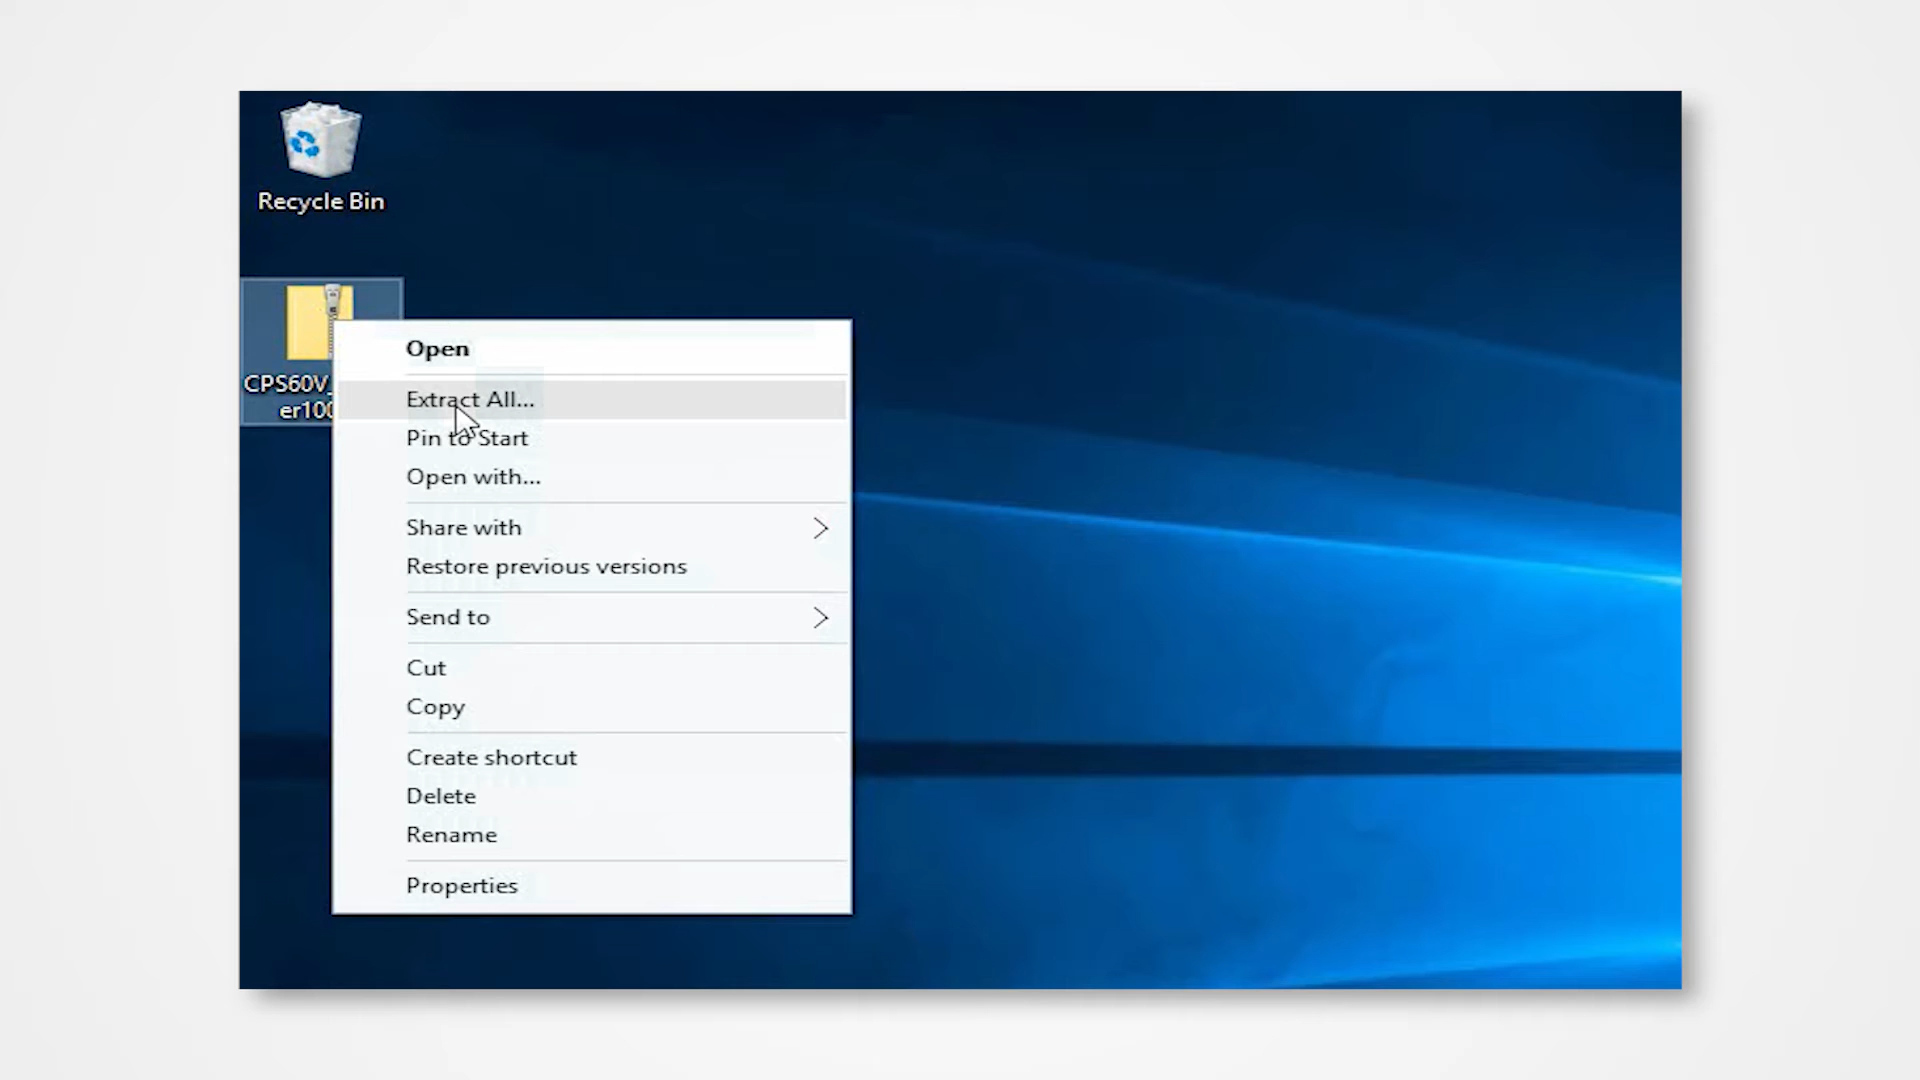 Recycle Bin
CPS60V_
er100
Open
Extract All...
Pin to Start
Open with...
Share with
Restore previous versions
Send to
Cut
Copy
Create shortcut
Delete
Rename
Properties